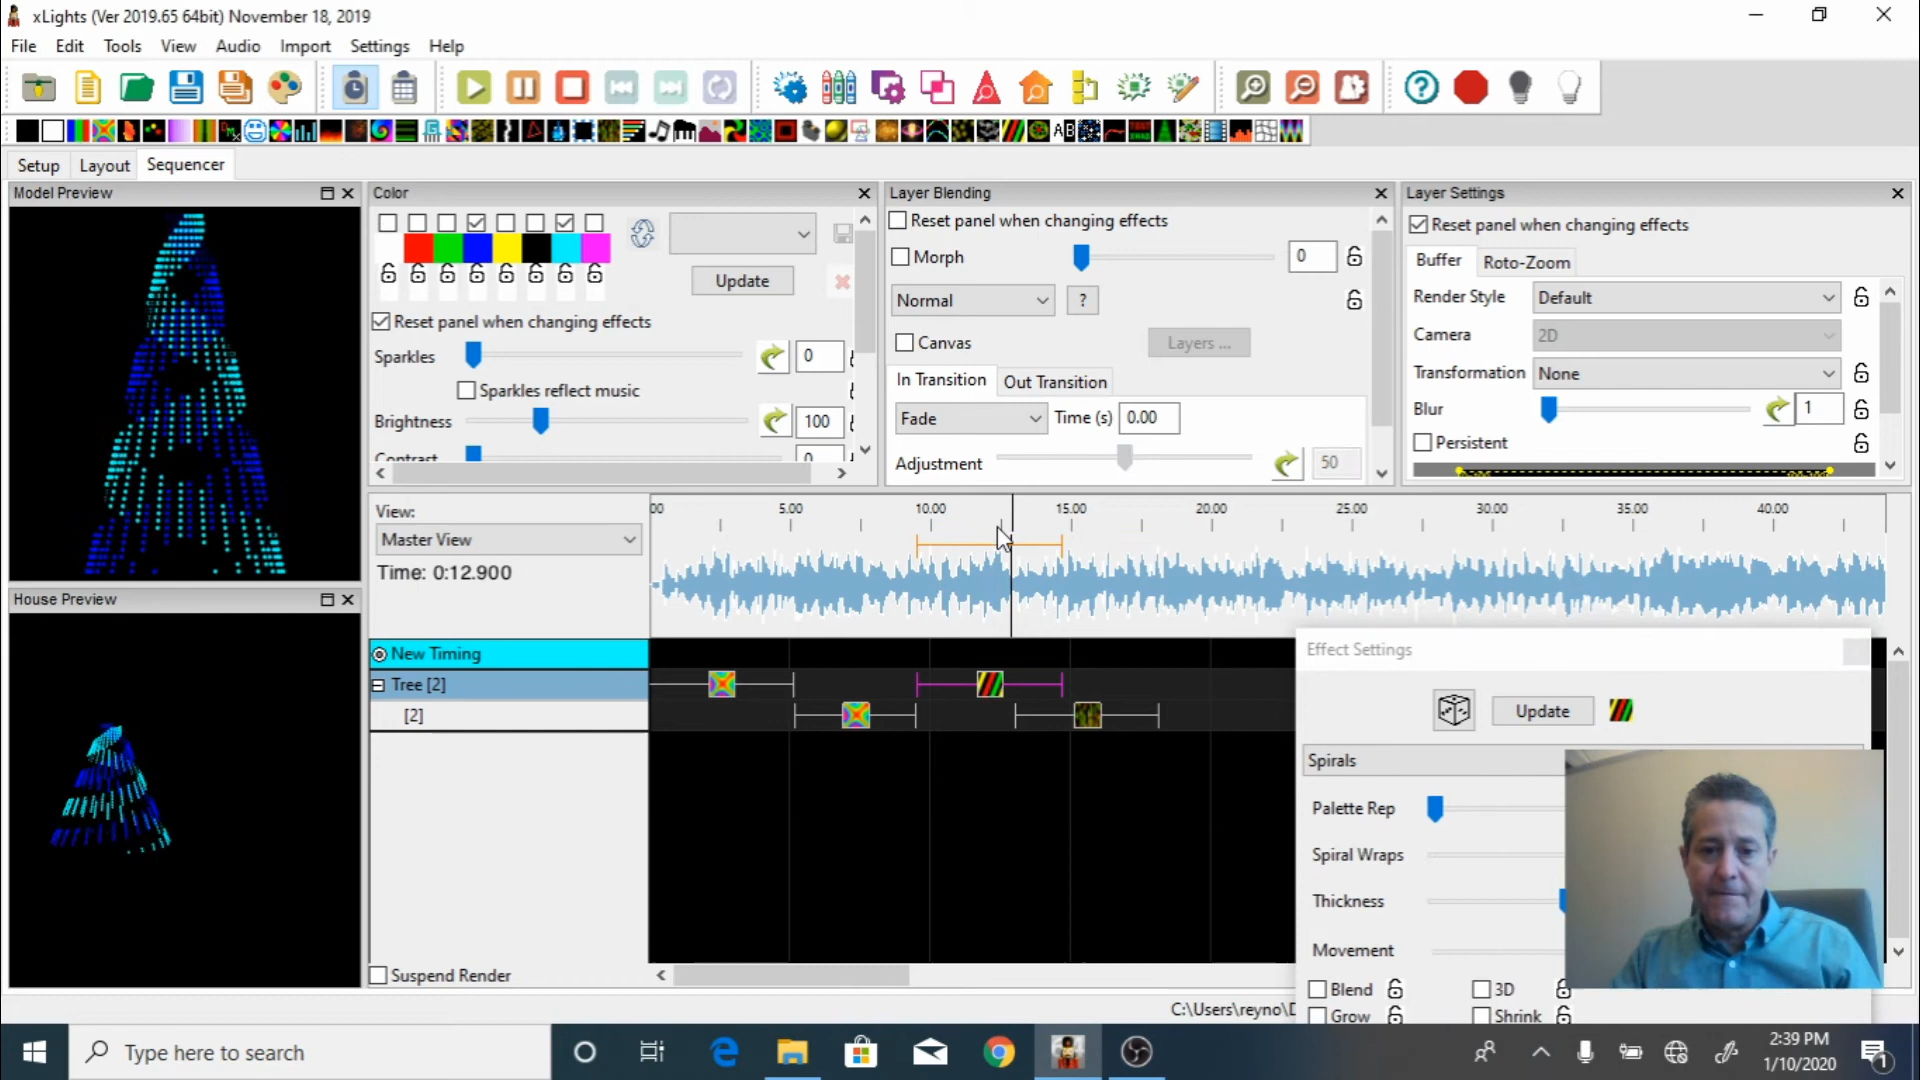 xLights (Ver 2019.65 64bit) November 18, 2019
File Edit Tools View Audio Import Settings Help
Setup Layout Sequencer
Model Preview
Color
Layer Blending
Layer Settings
Reset panel when changing effects
Reset panel when changing effects
Morph 0
Buffer Roto-Zoom
Update
Normal ?
Render Style Default
Reset panel when changing effects
Camera 2D
Canvas Layers ...
Sparkles 0
Transformation None
In Transition Out Transition
Sparkles reflect music
Blur 1
Brightness 100
Fade Time (s) 0.00
Persistent
Contrast 0
Adjustment 50
View:
00 5.00 10.00 15.00 20.00 25.00 30.00 35.00 40.00
Master View
Time: 0:12.900
House Preview
New Timing
Tree [2]
[2]
Effect Settings
Update
Spirals
Palette Rep
Spiral Wraps
Thickness
Movement
Blend 3D
Grow Shrink
Suspend Render
C:\Users\reyno\D
Type here to search
2:39 PM
1/10/2020
1